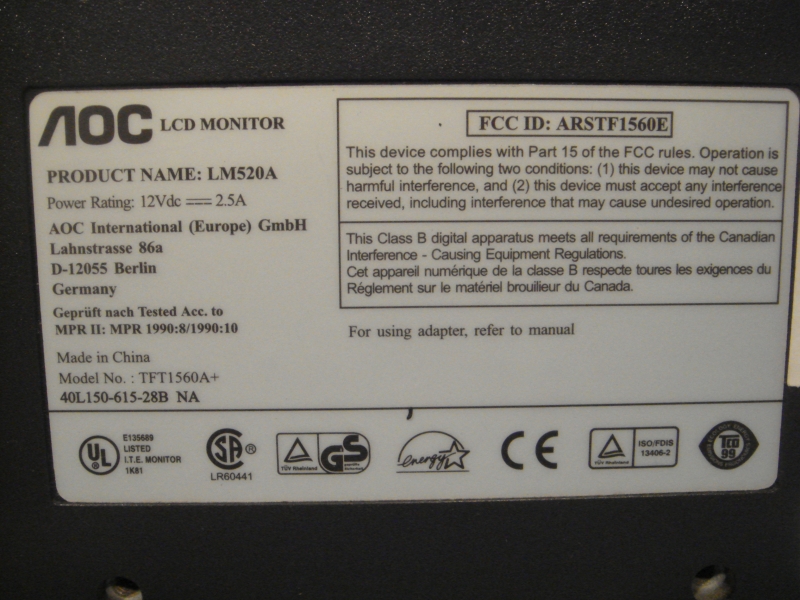 AOC LCD MONITOR
PRODUCT NAME: LM520A
Power Rating: 12Vdc ⎓ 2.5A
AOC International (Europe) GmbH
Lahnstrasse 86a
D-12055 Berlin
Germany
Geprüft nach Tested Acc. to
MPR II: MPR 1990:8/1990:10
Made in China
Model No. : TFT1560A+
40L150-615-28B NA
FCC ID: ARSTF1560E
This device complies with Part 15 of the FCC rules. Operation is
subject to the following two conditions: (1) this device may not cause
harmful interference, and (2) this device must accept any interference
received, including interference that may cause undesired operation.
This Class B digital apparatus meets all requirements of the Canadian
Interference - Causing Equipment Regulations.
Cet appareil numérique de la classe B respecte toures les exigences du
Réglement sur le matériel brouilieur du Canada.
For using adapter, refer to manual
UL
E135689
LISTED
I.T.E. MONITOR
1K81
SA ®
LR60441
TÜV Rheinland
GS
geprüfte
Sicherheit
energy
CE
TÜV Rheinland
ISO/FDIS
13406-2
TCO
99